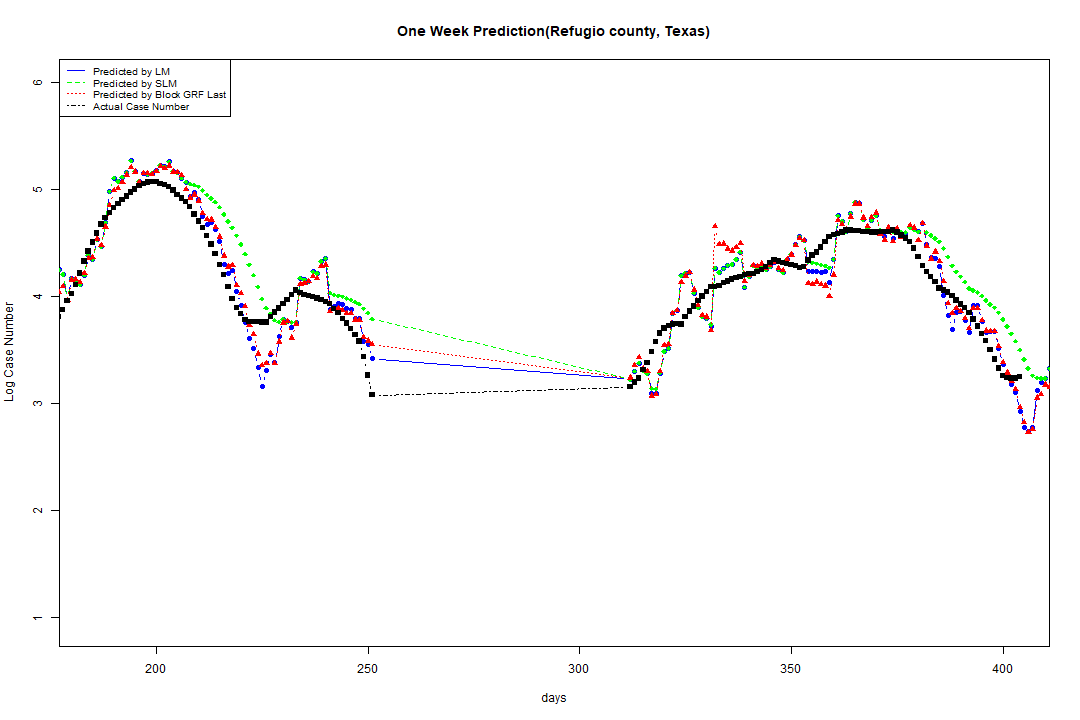 One Week Prediction(Refugio county, Texas)
Predicted by LM
Predicted by SLM
Predicted by Block GRF Last
Actual Case Number
6
5
4
3
2
1
Log Case Number
200 250 300 350 400
days